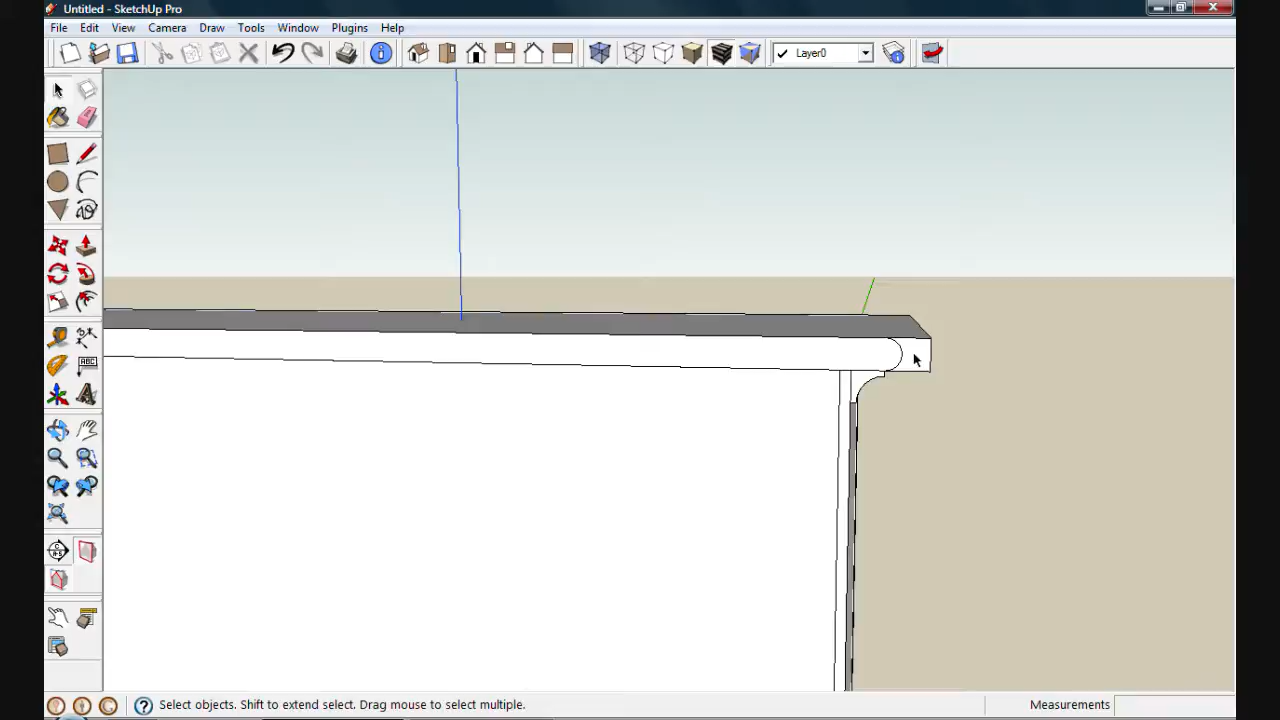 Untitled - SketchUp Pro
File Edit View Camera Draw Tools Window Plugins Help
Layer0
ABC
Select objects. Shift to extend select. Drag mouse to select multiple.
Measurements